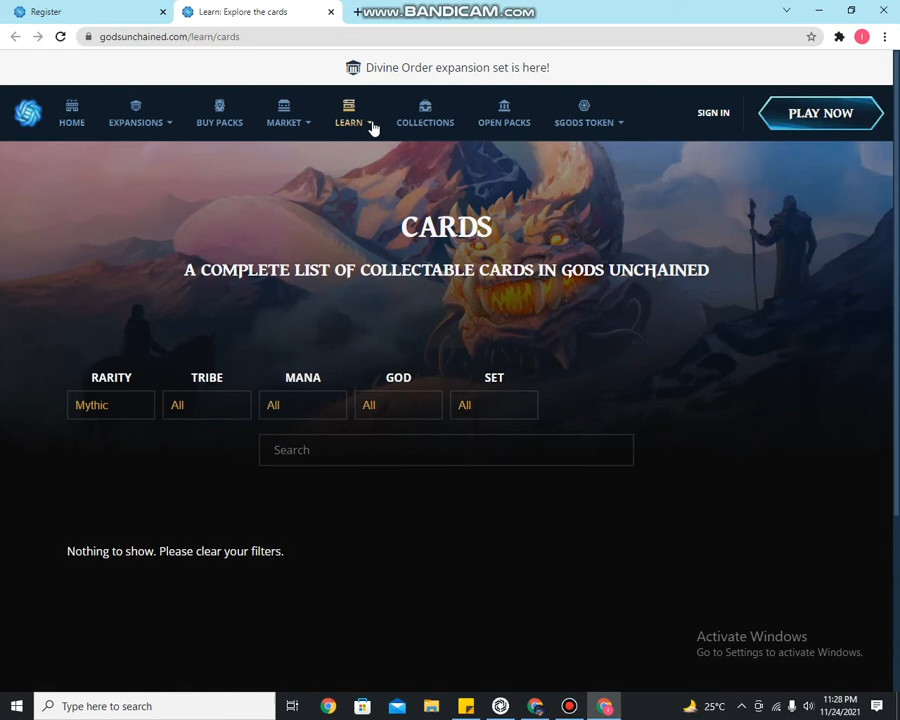 Register
Learn: Explore the cards
www.BANDICAM.com
godsunchained.com/learn/cards
I
Divine Order expansion set is here!
HOME
EXPANSIONS
BUY PACKS
MARKET
LEARN
COLLECTIONS
OPEN PACKS
$GODS TOKEN
SIGN IN
PLAY NOW
CARDS
A COMPLETE LIST OF COLLECTABLE CARDS IN GODS UNCHAINED
RARITY TRIBE MANA GOD SET
Mythic All All All All
Search
Nothing to show. Please clear your filters.
Activate Windows
Go to Settings to activate Windows.
Type here to search
25°C
11:28 PM
11/24/2021